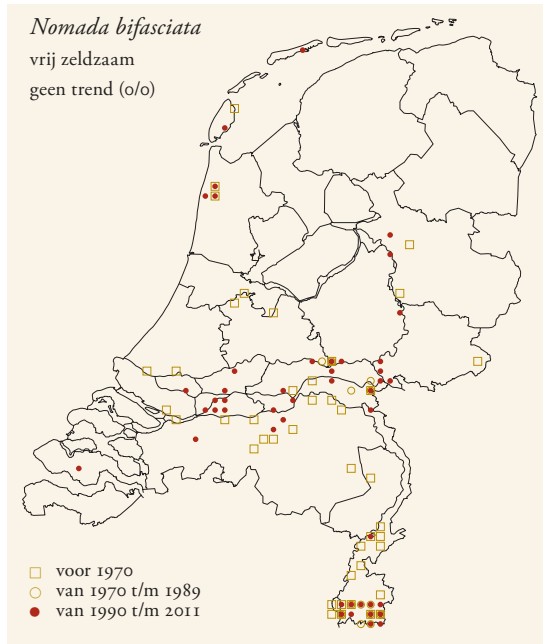 Nomada bifasciata
vrij zeldzaam
geen trend (0/0)
voor 1970
van 1970 t/m 1989
van 1990 t/m 2011